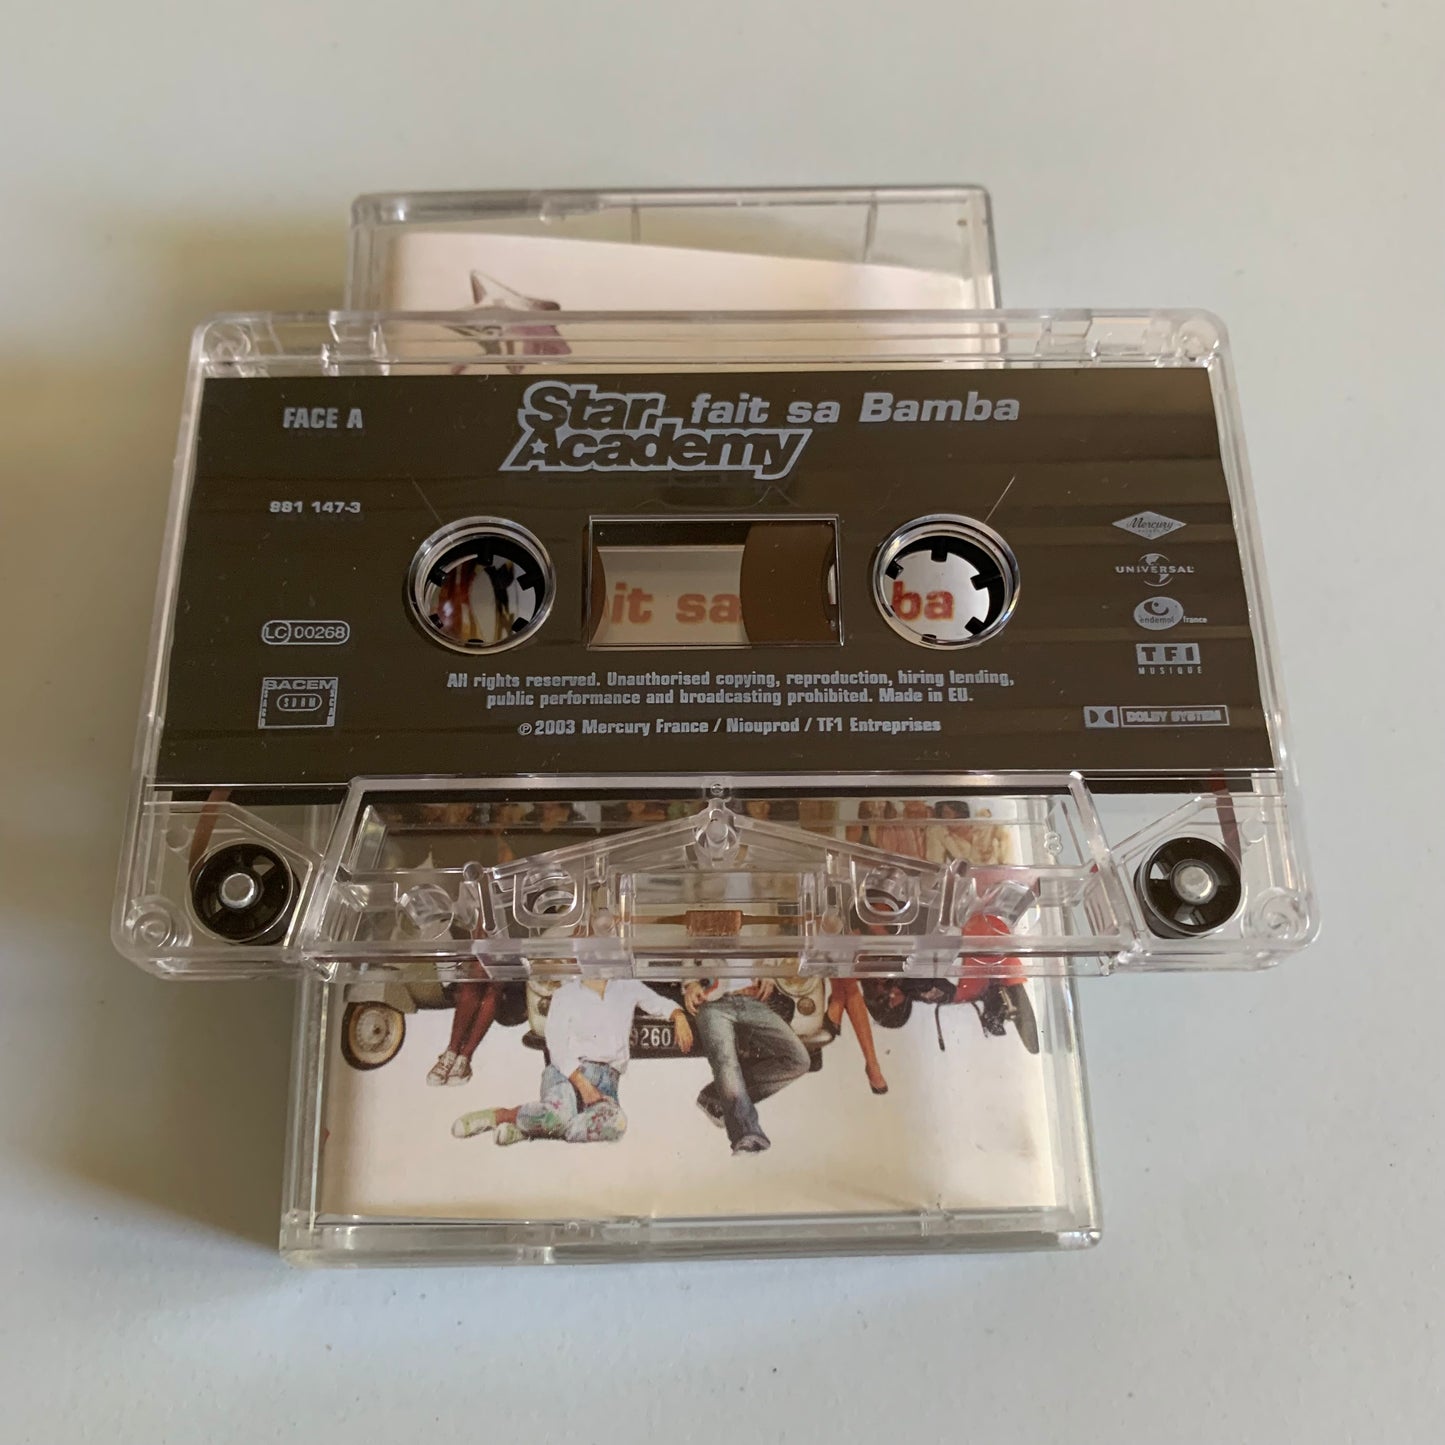 FACE A
Star Academy fait sa Bamba
981 147-3
Mercury
UNIVERSAL
endemol france
LC 00268
TF1
MUSIQUE
SACEM
SDRM
DOLBY SYSTEM
it sa
ba
All rights reserved. Unauthorised copying, reproduction, hiring lending,
public performance and broadcasting prohibited. Made in EU.
℗ 2003 Mercury France / Niouprod / TF1 Entreprises
9260